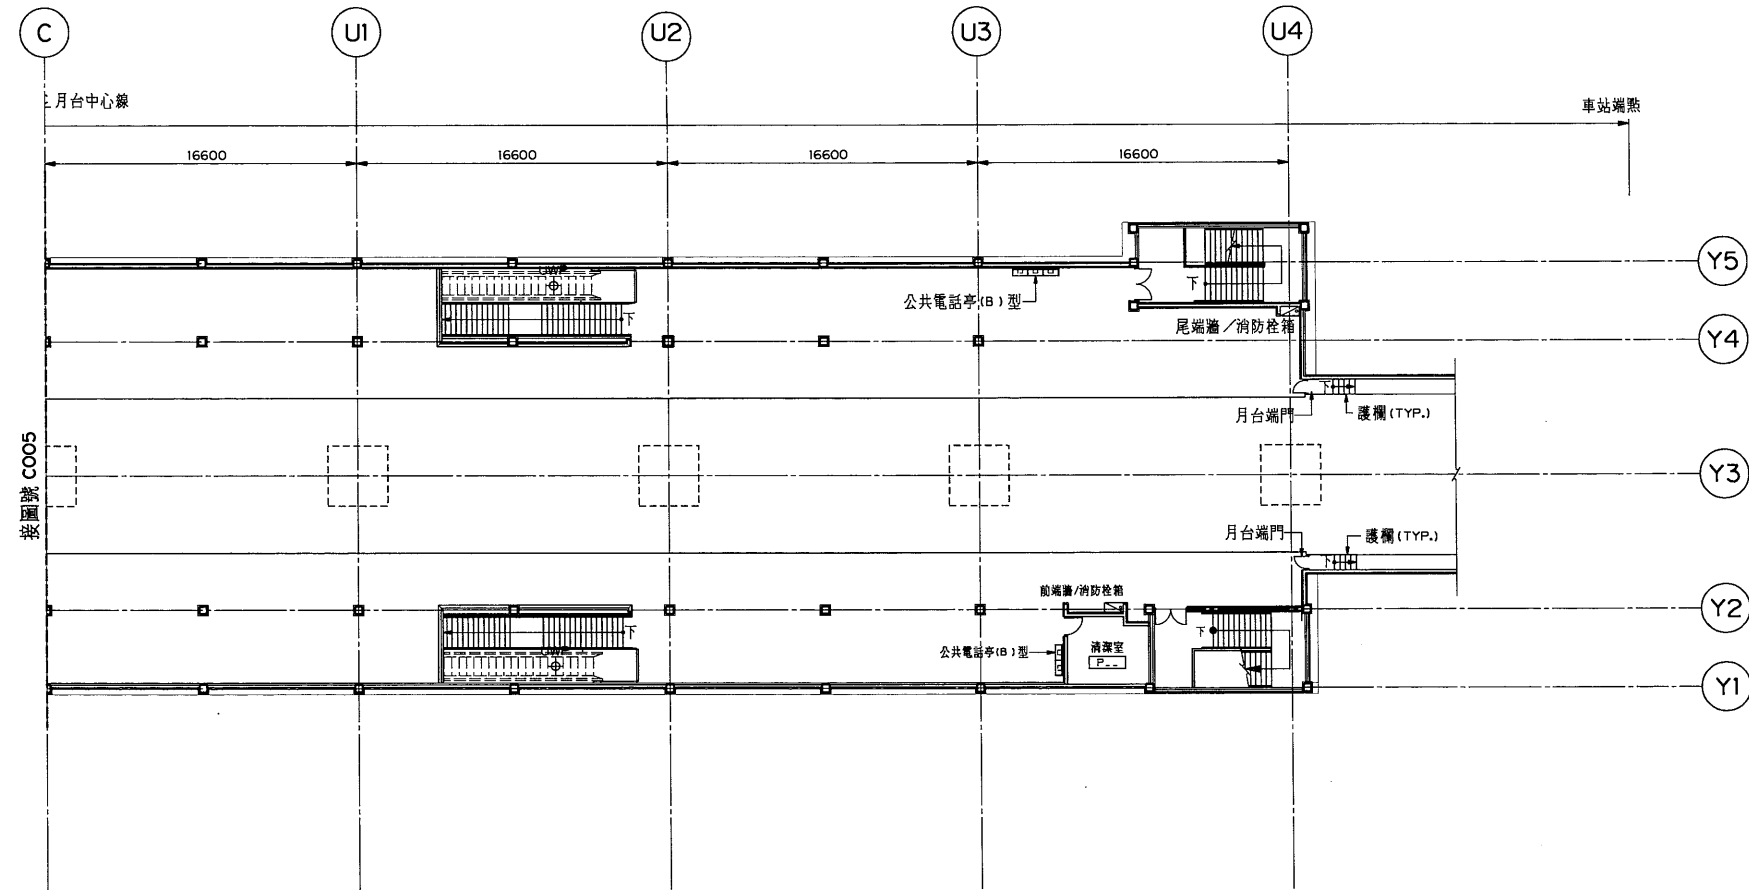 C U1 U2 U3 U4
月台中心線
車站端點
16600 16600 16600 16600
Y5
UWP
下
下
公共電話亭(B)型
尾端牆/消防栓箱
Y4
下
月台端門
護欄(TYP.)
接圖號 C005
Y3
月台端門
護欄(TYP.)
下
前端牆/消防栓箱
Y2
下
下
公共電話亭(B)型
清潔室
P--
Y1